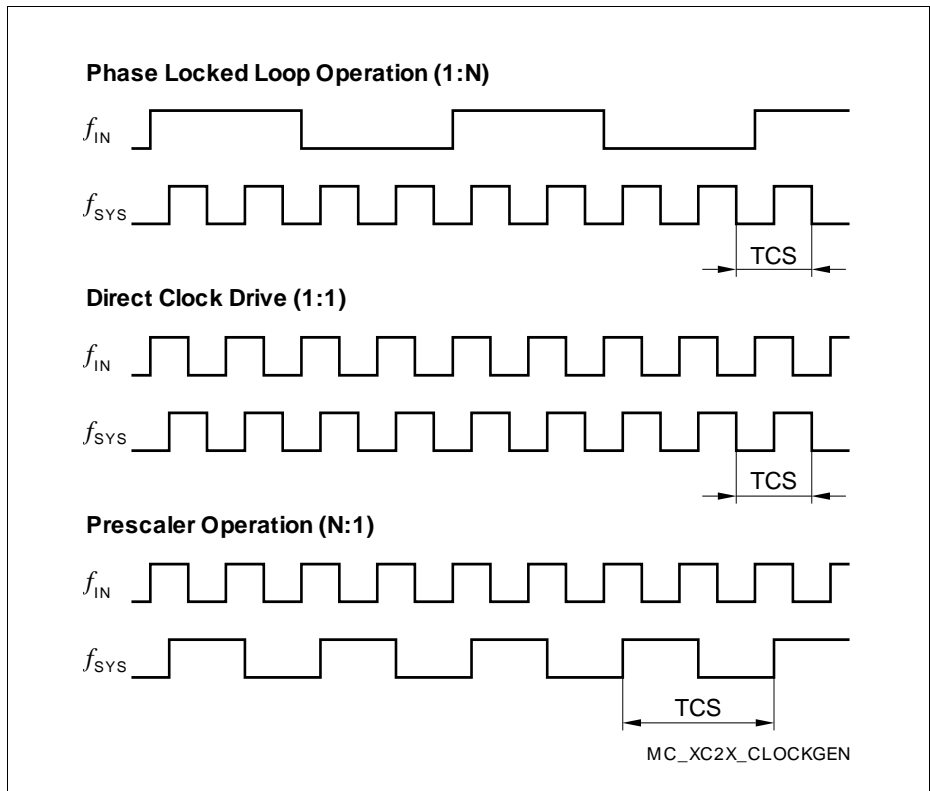 Phase Locked Loop Operation (1:N)
fIN
fSYS
TCS
Direct Clock Drive (1:1)
fIN
fSYS
TCS
Prescaler Operation (N:1)
fIN
fSYS
TCS
MC_XC2X_CLOCKGEN